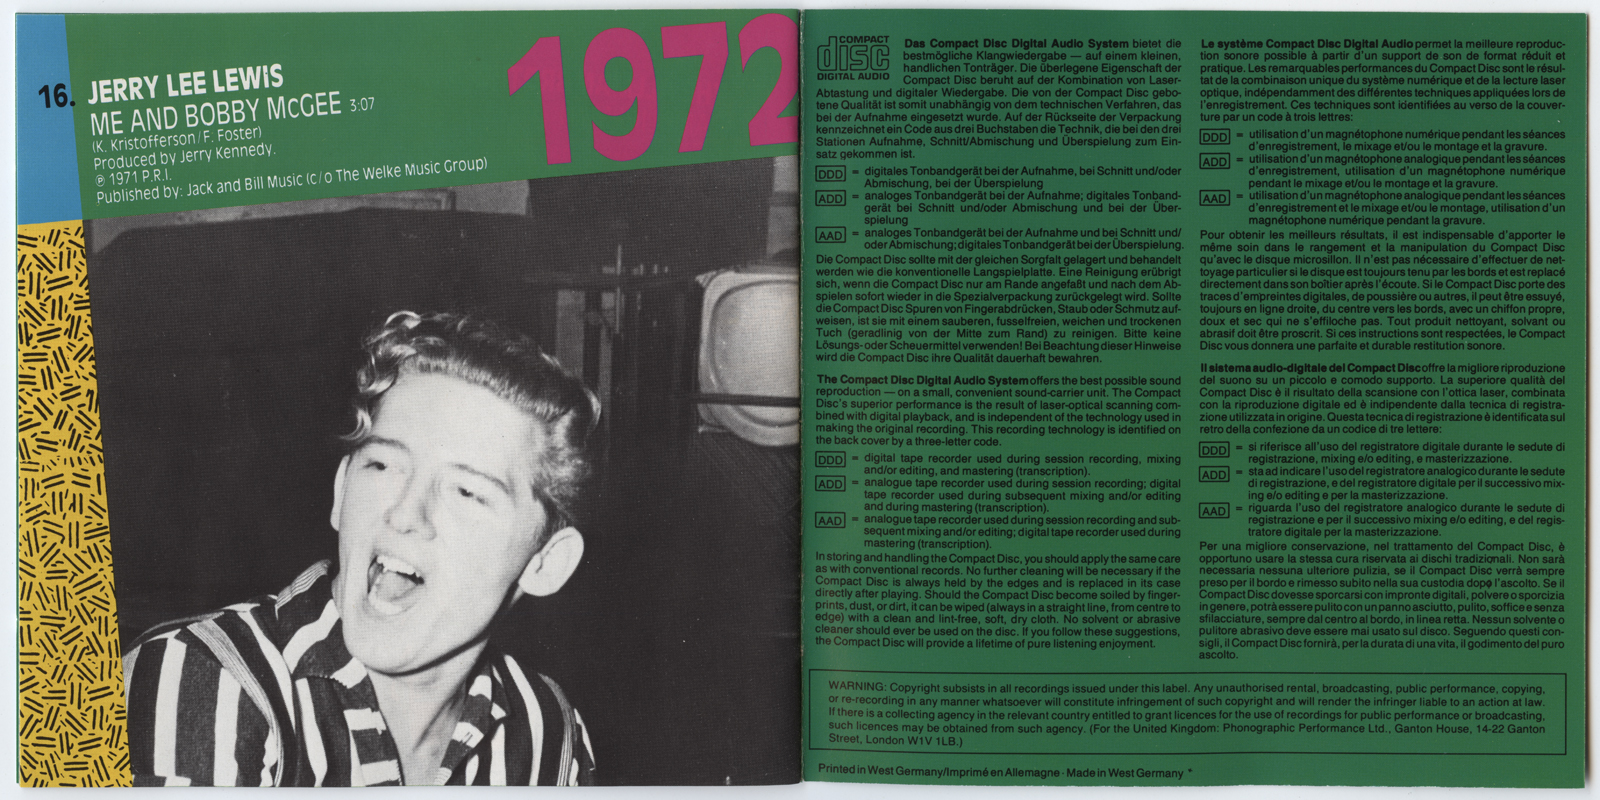 16. JERRY LEE LEWIS
ME AND BOBBY McGEE 3:07
(K. Kristofferson/F. Foster)
Produced by Jerry Kennedy.
℗ 1971 P.R.I.
Published by: Jack and Bill Music (c/o The Welke Music Group)
1972
COMPACT
disc
DIGITAL AUDIO
Das Compact Disc Digital Audio System bietet die
bestmögliche Klangwiedergabe — auf einem kleinen,
handlichen Tonträger. Die überlegene Eigenschaft der
Compact Disc beruht auf der Kombination von Laser-
Abtastung und digitaler Wiedergabe. Die von der Compact Disc gebo-
tene Qualität ist somit unabhängig von dem technischen Verfahren, das
bei der Aufnahme eingesetzt wurde. Auf der Rückseite der Verpackung
kennzeichnet ein Code aus drei Buchstaben die Technik, die bei den drei
Stationen Aufnahme, Schnitt/Abmischung und Überspielung zum Ein-
satz gekommen ist.
DDD = digitales Tonbandgerät bei der Aufnahme, bei Schnitt und/oder
Abmischung, bei der Überspielung
ADD = analoges Tonbandgerät bei der Aufnahme; digitales Tonband-
gerät bei Schnitt und/oder Abmischung und bei der Über-
spielung
AAD = analoges Tonbandgerät bei der Aufnahme und bei Schnitt und/
oder Abmischung; digitales Tonbandgerät bei der Überspielung.
Die Compact Disc sollte mit der gleichen Sorgfalt gelagert und behandelt
werden wie die konventionelle Langspielplatte. Eine Reinigung erübrigt
sich, wenn die Compact Disc nur am Rande angefaßt und nach dem Ab-
spielen sofort wieder in die Spezialverpackung zurückgelegt wird. Sollte
die Compact Disc Spuren von Fingerabdrücken, Staub oder Schmutz auf-
weisen, ist sie mit einem sauberen, fusselfreien, weichen und trockenen
Tuch (geradlinig von der Mitte zum Rand) zu reinigen. Bitte keine
Lösungs- oder Scheuermittel verwenden! Bei Beachtung dieser Hinweise
wird die Compact Disc ihre Qualität dauerhaft bewahren.
The Compact Disc Digital Audio System offers the best possible sound
reproduction — on a small, convenient sound-carrier unit. The Compact
Disc's superior performance is the result of laser-optical scanning com-
bined with digital playback, and is independent of the technology used in
making the original recording. This recording technology is identified on
the back cover by a three-letter code.
DDD = digital tape recorder used during session recording, mixing
and/or editing, and mastering (transcription).
ADD = analogue tape recorder used during session recording; digital
tape recorder used during subsequent mixing and/or editing
and during mastering (transcription).
AAD = analogue tape recorder used during session recording and sub-
sequent mixing and/or editing; digital tape recorder used during
mastering (transcription).
In storing and handling the Compact Disc, you should apply the same care
as with conventional records. No further cleaning will be necessary if the
Compact Disc is always held by the edges and is replaced in its case
directly after playing. Should the Compact Disc become soiled by finger-
prints, dust, or dirt, it can be wiped (always in a straight line, from centre to
edge) with a clean and lint-free, soft, dry cloth. No solvent or abrasive
cleaner should ever be used on the disc. If you follow these suggestions,
the Compact Disc will provide a lifetime of pure listening enjoyment.
Le système Compact Disc Digital Audio permet la meilleure reproduc-
tion sonore possible à partir d'un support de son de format réduit et
pratique. Les remarquables performances du Compact Disc sont le résul-
tat de la combinaison unique du système numérique et de la lecture laser
optique, indépendamment des différentes techniques appliquées lors de
l'enregistrement. Ces techniques sont identifiées au verso de la couver-
ture par un code à trois lettres:
DDD = utilisation d'un magnétophone numérique pendant les séances
d'enregistrement, le mixage et/ou le montage et la gravure.
ADD = utilisation d'un magnétophone analogique pendant les séances
d'enregistrement, utilisation d'un magnétophone numérique
pendant le mixage et/ou le montage et la gravure.
AAD = utilisation d'un magnétophone analogique pendant les séances
d'enregistrement et le mixage et/ou le montage, utilisation d'un
magnétophone numérique pendant la gravure.
Pour obtenir les meilleurs résultats, il est indispensable d'apporter le
même soin dans le rangement et la manipulation du Compact Disc
qu'avec le disque microsillon. Il n'est pas nécessaire d'effectuer de net-
toyage particulier si le disque est toujours tenu par les bords et est replacé
directement dans son boîtier après l'écoute. Si le Compact Disc porte des
traces d'empreintes digitales, de poussière ou autres, il peut être essuyé,
toujours en ligne droite, du centre vers les bords, avec un chiffon propre,
doux et sec qui ne s'effiloche pas. Tout produit nettoyant, solvant ou
abrasif doit être proscrit. Si ces instructions sont respectées, le Compact
Disc vous donnera une parfaite et durable restitution sonore.
Il sistema audio-digitale del Compact Disc offre la migliore riproduzione
del suono su un piccolo e comodo supporto. La superiore qualità del
Compact Disc è il risultato della scansione con l'ottica laser, combinata
con la riproduzione digitale ed è indipendente dalla tecnica di registra-
zione utilizzata in origine. Questa tecnica di registrazione è identificata sul
retro della confezione da un codice di tre lettere:
DDD = si riferisce all'uso del registratore digitale durante le sedute di
registrazione, mixing e/o editing, e masterizzazione.
ADD = sta ad indicare l'uso del registratore analogico durante le sedute
di registrazione, e del registratore digitale per il successivo mix-
ing e/o editing e per la masterizzazione.
AAD = riguarda l'uso del registratore analogico durante le sedute di
registrazione e per il successivo mixing e/o editing, e del regis-
tratore digitale per la masterizzazione.
Per una migliore conservazione, nel trattamento del Compact Disc, è
opportuno usare la stessa cura riservata ai dischi tradizionali. Non sarà
necessaria nessuna ulteriore pulizia, se il Compact Disc verrà sempre
preso per il bordo e rimesso subito nella sua custodia dopo l'ascolto. Se il
Compact Disc dovesse sporcarsi con impronte digitali, polvere o sporcizia
in genere, potrà essere pulito con un panno asciutto, pulito, soffice e senza
sfilacciature, sempre dal centro al bordo, in linea retta. Nessun solvente o
pulitore abrasivo deve essere mai usato sul disco. Seguendo questi con-
sigli, il Compact Disc fornirà, per la durata di una vita, il godimento del puro
ascolto.
WARNING: Copyright subsists in all recordings issued under this label. Any unauthorised rental, broadcasting, public performance, copying,
or re-recording in any manner whatsoever will constitute infringement of such copyright and will render the infringer liable to an action at law.
If there is a collecting agency in the relevant country entitled to grant licences for the use of recordings for public performance or broadcasting,
such licences may be obtained from such agency. (For the United Kingdom: Phonographic Performance Ltd., Ganton House, 14-22 Ganton
Street, London W1V 1LB.)
Printed in West Germany/Imprimé en Allemagne · Made in West Germany *